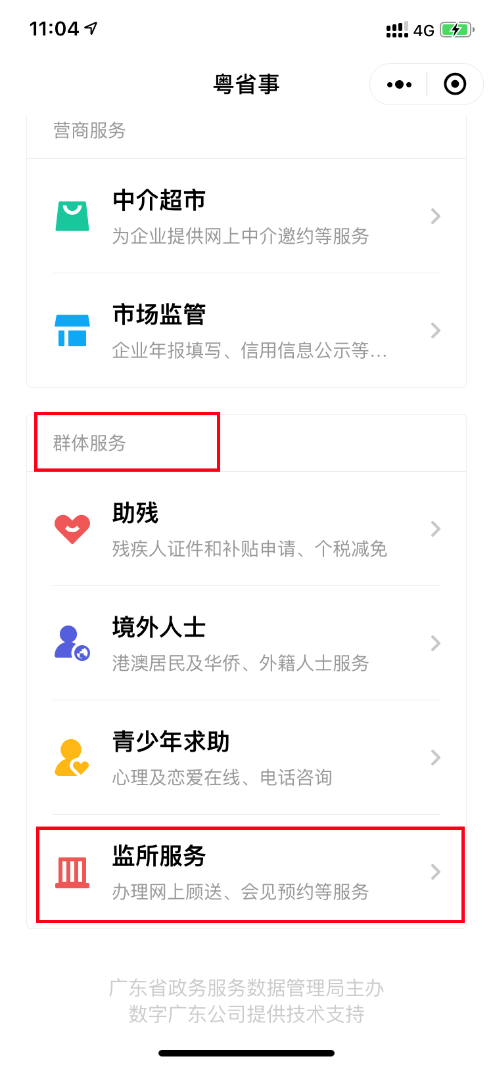 11:04
4G
粤省事
营商服务
中介超市
为企业提供网上中介邀约等服务
市场监管
企业年报填写、信用信息公示等...
群体服务
助残
残疾人证件和补贴申请、个税减免
境外人士
港澳居民及华侨、外籍人士服务
青少年求助
心理及恋爱在线、电话咨询
监所服务
办理网上顾送、会见预约等服务
广东省政务服务数据管理局主办
数字广东公司提供技术支持